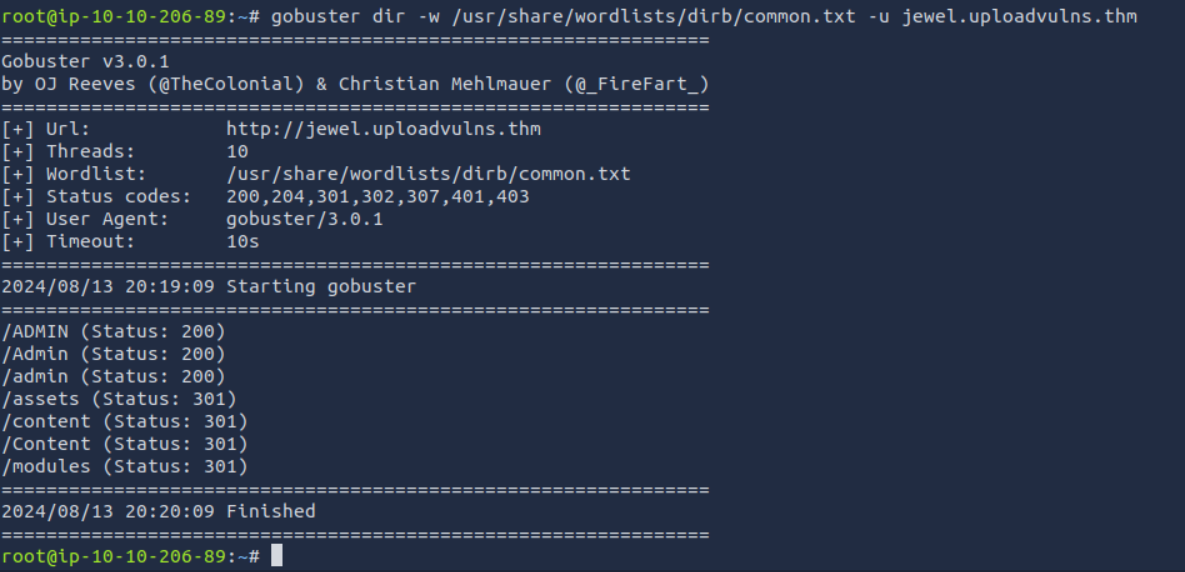 root@ip-10-10-206-89:~# gobuster dir -w /usr/share/wordlists/dirb/common.txt -u jewel.uploadvulns.thm
===============================================================
Gobuster v3.0.1
by OJ Reeves (@TheColonial) & Christian Mehlmauer (@_FireFart_)
===============================================================
[+] Url:            http://jewel.uploadvulns.thm
[+] Threads:        10
[+] Wordlist:       /usr/share/wordlists/dirb/common.txt
[+] Status codes:   200,204,301,302,307,401,403
[+] User Agent:     gobuster/3.0.1
[+] Timeout:        10s
===============================================================
2024/08/13 20:19:09 Starting gobuster
===============================================================
/ADMIN (Status: 200)
/Admin (Status: 200)
/admin (Status: 200)
/assets (Status: 301)
/content (Status: 301)
/Content (Status: 301)
/modules (Status: 301)
===============================================================
2024/08/13 20:20:09 Finished
===============================================================
root@ip-10-10-206-89:~#